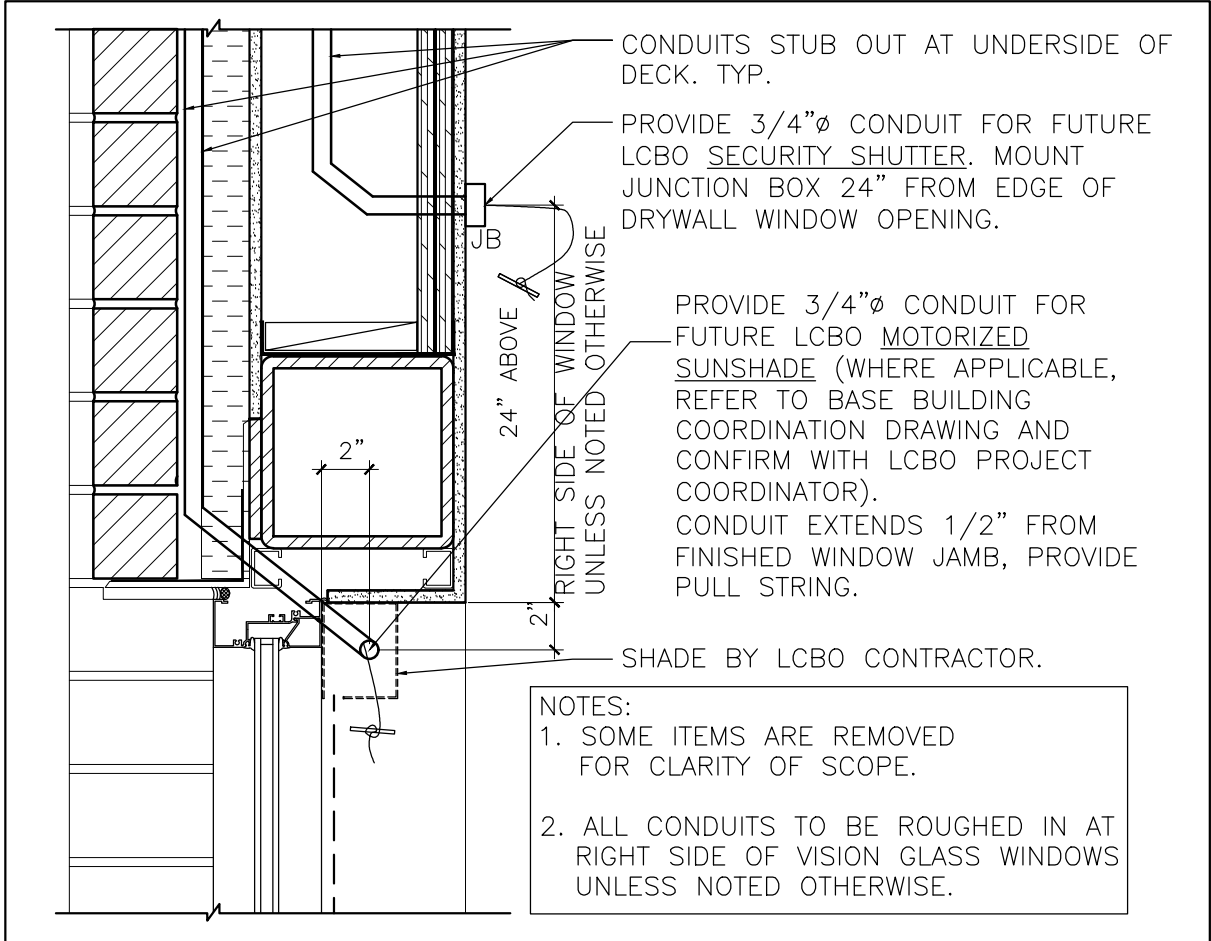 CONDUITS STUB OUT AT UNDERSIDE OF
DECK. TYP.
PROVIDE 3/4"ø CONDUIT FOR FUTURE
LCBO SECURITY SHUTTER. MOUNT
JUNCTION BOX 24" FROM EDGE OF
DRYWALL WINDOW OPENING.
JB
24" ABOVE
RIGHT SIDE OF WINDOW
UNLESS NOTED OTHERWISE
PROVIDE 3/4"ø CONDUIT FOR
FUTURE LCBO MOTORIZED
SUNSHADE (WHERE APPLICABLE,
REFER TO BASE BUILDING
COORDINATION DRAWING AND
CONFIRM WITH LCBO PROJECT
COORDINATOR).
CONDUIT EXTENDS 1/2" FROM
FINISHED WINDOW JAMB, PROVIDE
PULL STRING.
2"
2"
SHADE BY LCBO CONTRACTOR.
NOTES:
1. SOME ITEMS ARE REMOVED
FOR CLARITY OF SCOPE.
2. ALL CONDUITS TO BE ROUGHED IN AT
RIGHT SIDE OF VISION GLASS WINDOWS
UNLESS NOTED OTHERWISE.